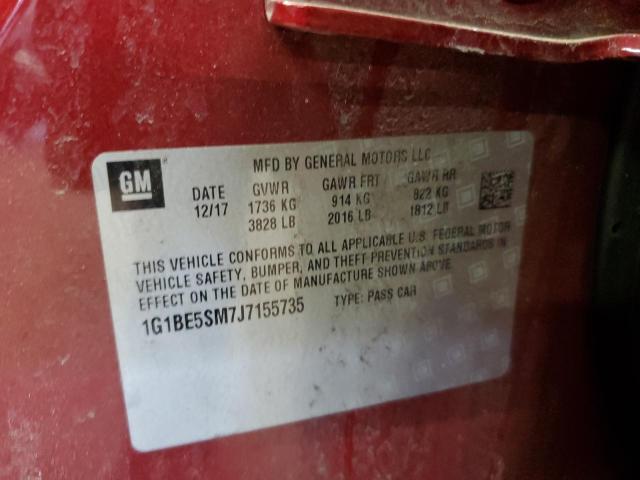 GM
MFD BY GENERAL MOTORS LLC
DATE GVWR GAWR FRT GAWR RR
12/17 1736 KG 914 KG 822 KG
3828 LB 2016 LB 1812 LB
THIS VEHICLE CONFORMS TO ALL APPLICABLE U.S. FEDERAL MOTOR
VEHICLE SAFETY, BUMPER, AND THEFT PREVENTION STANDARDS IN
EFFECT ON THE DATE OF MANUFACTURE SHOWN ABOVE.
1G1BE5SM7J7155735 TYPE: PASS CAR